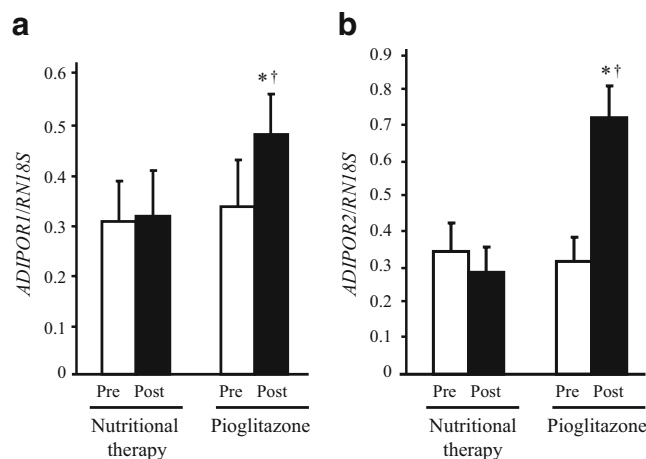 a
ADIPOR1/RN18S
0.6
0.5
0.4
0.3
0.2
0.1
0
*†
Pre Post Pre Post
Nutritional therapy
Pioglitazone
b
ADIPOR2/RN18S
0.9
0.8
0.7
0.6
0.5
0.4
0.3
0.2
0.1
0
*†
Pre Post Pre Post
Nutritional therapy
Pioglitazone